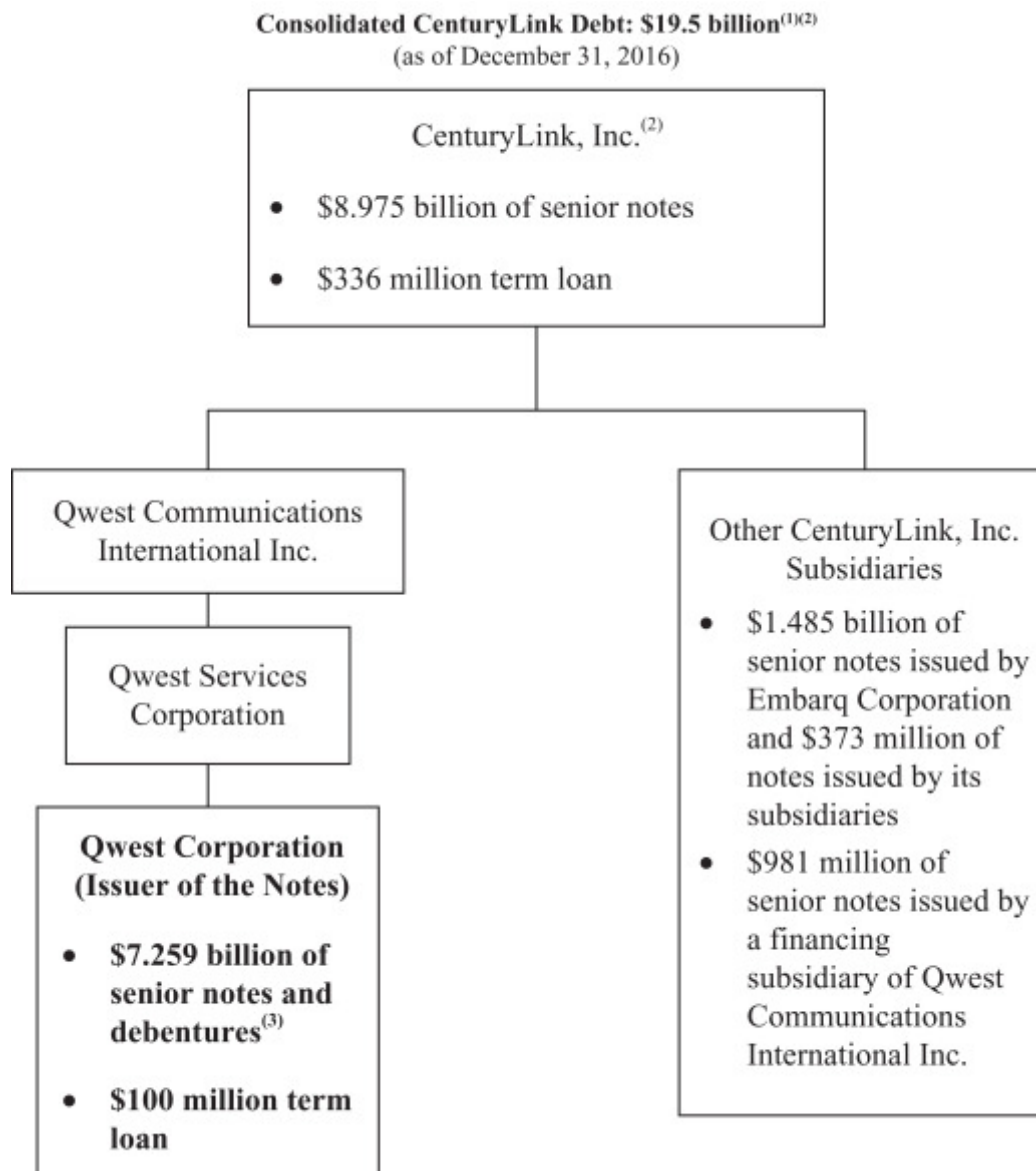 Consolidated CenturyLink Debt: $19.5 billion(1)(2)
(as of December 31, 2016)
CenturyLink, Inc.(2)
• $8.975 billion of senior notes
• $336 million term loan
Qwest Communications
International Inc.
Qwest Services
Corporation
Qwest Corporation
(Issuer of the Notes)
• $7.259 billion of
senior notes and
debentures(3)
• $100 million term
loan
Other CenturyLink, Inc.
Subsidiaries
• $1.485 billion of
senior notes issued by
Embarq Corporation
and $373 million of
notes issued by its
subsidiaries
• $981 million of
senior notes issued by
a financing
subsidiary of Qwest
Communications
International Inc.